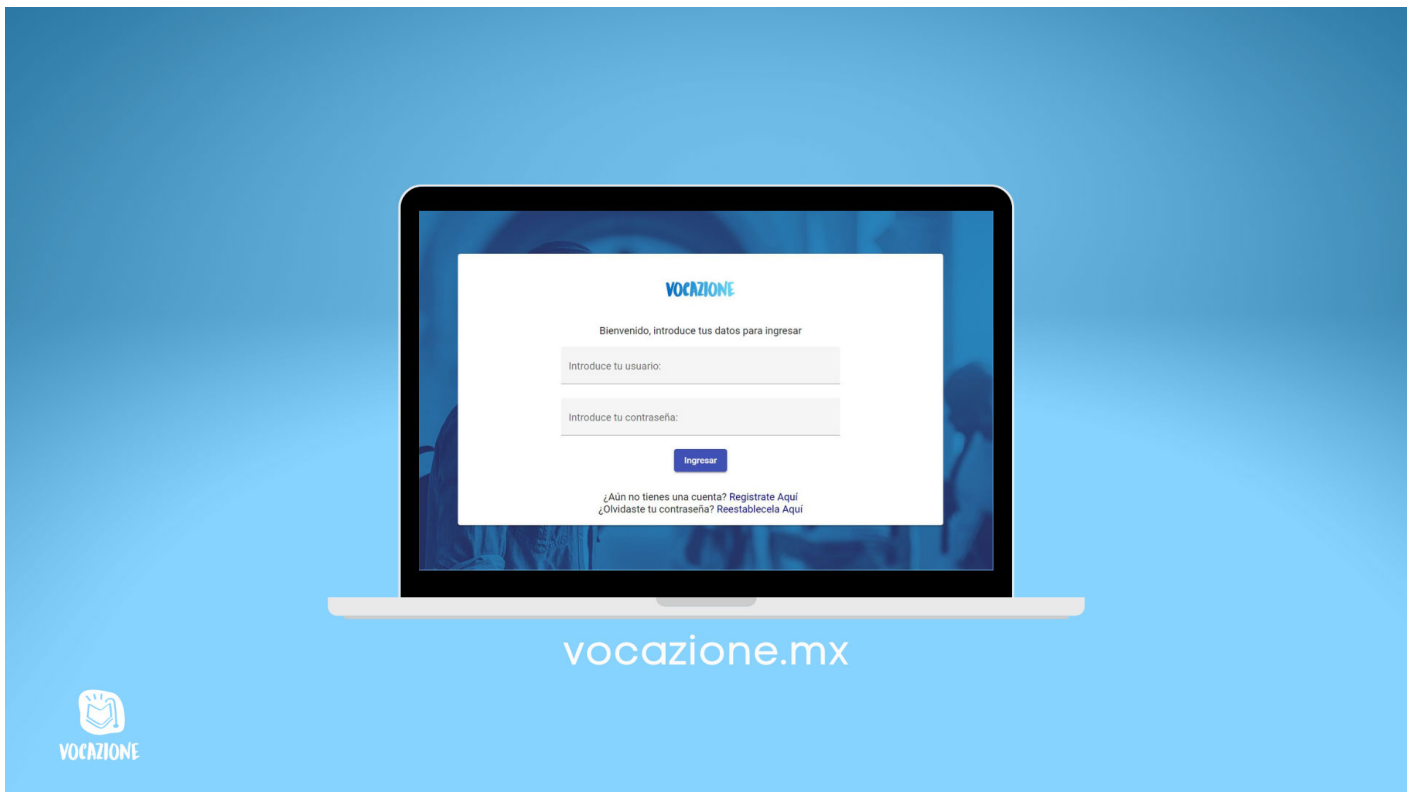 VOCAZIONE
Bienvenido, introduce tus datos para ingresar
Introduce tu usuario:
Introduce tu contraseña:
Ingresar
¿Aún no tienes una cuenta? Registrate Aquí
¿Olvidaste tu contraseña? Reestablecela Aquí
vocazione.mx
VOCAZIONE